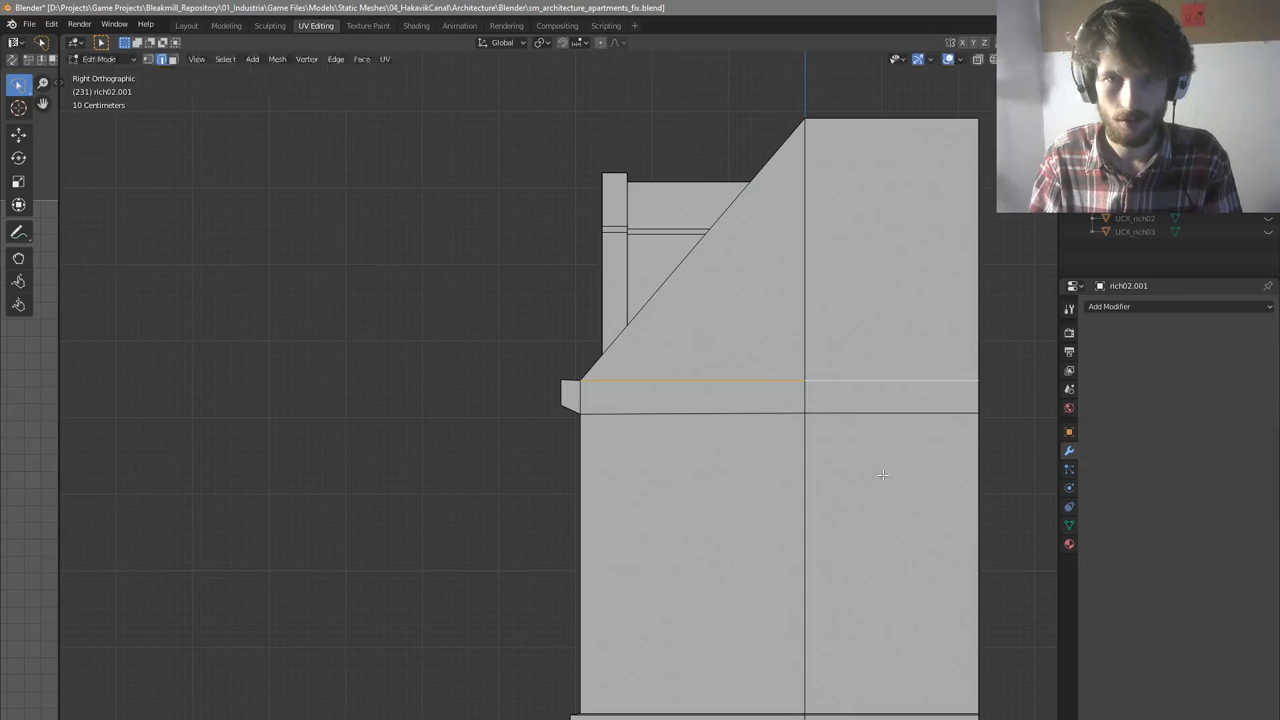 Blender* [D:\Projects\Game Projects\Bleakmill_Repository\01_Industria\Game Files\Models\Static Meshes\04_HakavikCanal\Architecture\Blender\sm_architecture_apartments_fix.blend]
File Edit Render Window Help Layout Modeling Sculpting UV Editing Texture Paint Shading Animation Rendering Compositing Scripting +
Global X Y Z
Edit Mode View Select Add Mesh Vertex Edge Face UV
Right Orthographic
(231) rich02.001
10 Centimeters
UCX_rich02
UCX_rich03
rich02.001
Add Modifier